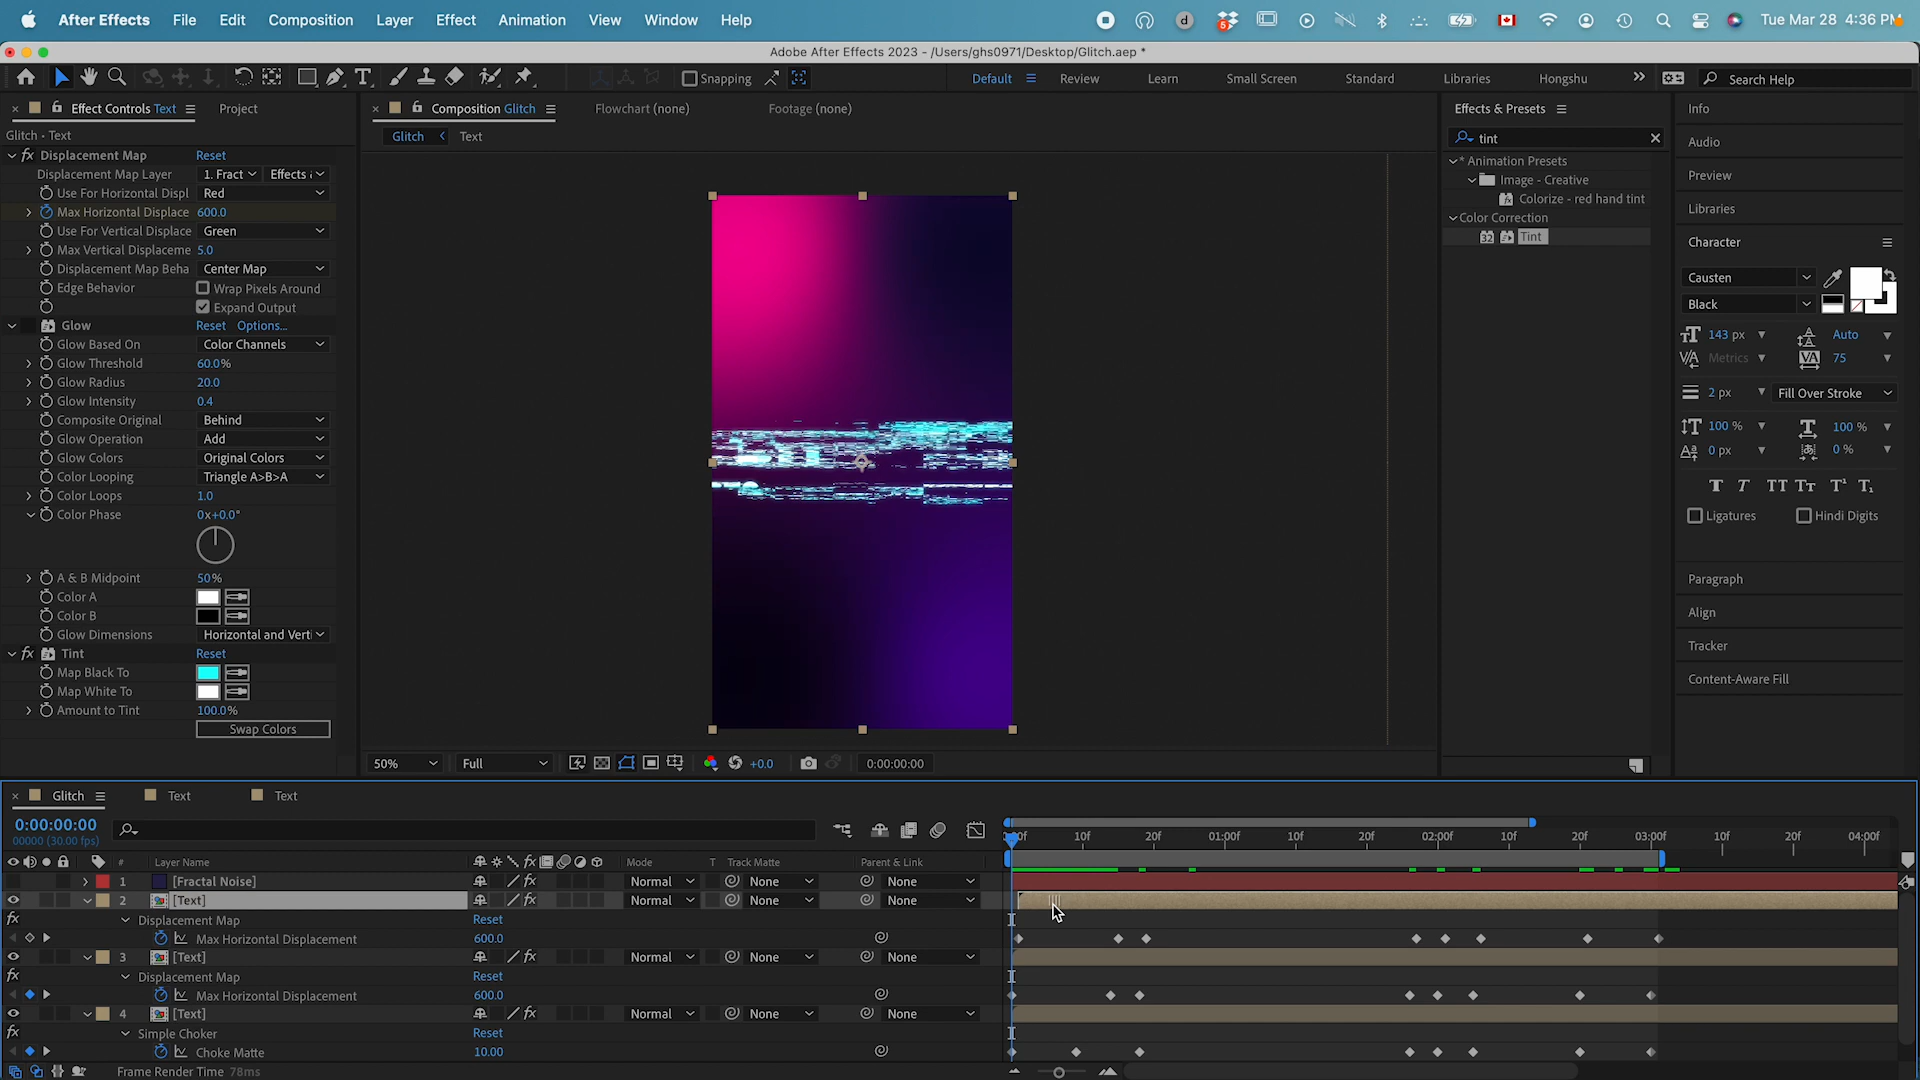 After Effects File Edit Composition Layer Effect Animation View Window Help Tue Mar 28 4:36 PM
Adobe After Effects 2023 - /Users/ghs0971/Desktop/Glitch.aep *
Snapping Default Review Learn Small Screen Standard Libraries Hongshu Search Help
Effect Controls Text Project
Glitch - Text
Displacement Map Reset
Displacement Map Layer 1. Fract Effects
Use For Horizontal Displ Red
Max Horizontal Displace 600.0
Use For Vertical Displace Green
Max Vertical Displaceme 5.0
Displacement Map Beha Center Map
Edge Behavior Wrap Pixels Around
Expand Output
Glow Reset Options...
Glow Based On Color Channels
Glow Threshold 60.0%
Glow Radius 20.0
Glow Intensity 0.4
Composite Original Behind
Glow Operation Add
Glow Colors Original Colors
Color Looping Triangle A>B>A
Color Loops 1.0
Color Phase 0x+0.0°
A & B Midpoint 50%
Color A
Color B
Glow Dimensions Horizontal and Verti
Tint Reset
Map Black To
Map White To
Amount to Tint 100.0%
Swap Colors
Composition Glitch Flowchart (none) Footage (none)
Glitch Text
50% Full +0.0 0:00:00:00
Effects & Presets
tint
* Animation Presets
Image - Creative
Colorize - red hand tint
Color Correction
32 Tint
Info
Audio
Preview
Libraries
Character
Causten
Black
143 px Auto
Metrics 75
2 px Fill Over Stroke
100 % 100 %
0 px 0 %
Ligatures Hindi Digits
Paragraph
Align
Tracker
Content-Aware Fill
Glitch Text Text
0:00:00:00
00000 (30.00 fps)
10f 20f 01:00f 10f 20f 02:00f 10f 20f 03:00f 10f 20f 04:00f
# Layer Name Mode T Track Matte Parent & Link
1 [Fractal Noise] Normal None None
2 [Text] Normal None None
Displacement Map Reset
Max Horizontal Displacement 600.0
3 [Text] Normal None None
Displacement Map Reset
Max Horizontal Displacement 600.0
4 [Text] Normal None None
Simple Choker Reset
Choke Matte 10.00
Frame Render Time 78ms